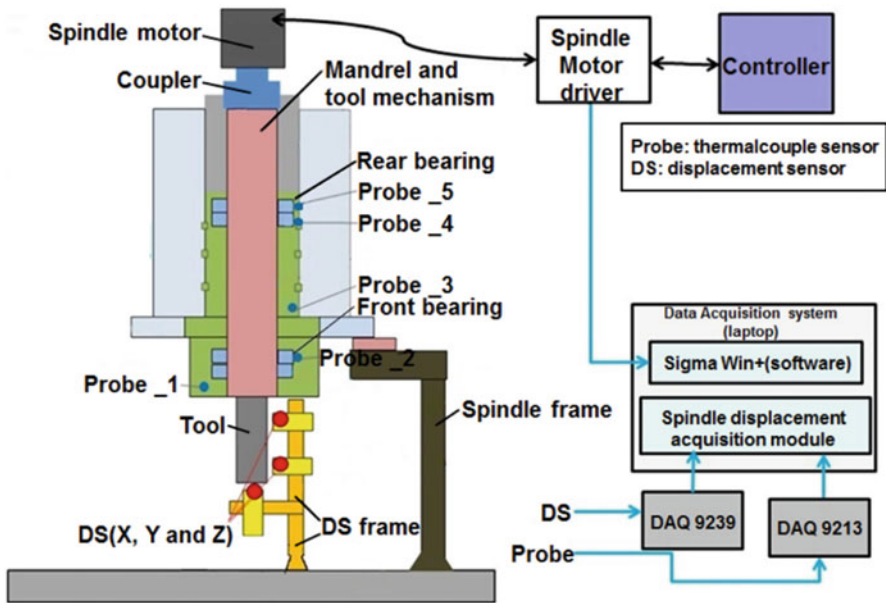 Spindle motor
Coupler
Mandrel and
tool mechanism
Rear bearing
Probe _5
Probe _4
Probe _3
Front bearing
Probe _2
Probe _1
Tool
Spindle frame
DS(X, Y and Z)
DS frame
Spindle
Motor
driver
Controller
Probe: thermalcouple sensor
DS: displacement sensor
Data Acquisition system
(laptop)
Sigma Win+(software)
Spindle displacement
acquisition module
DS
DAQ 9239
DAQ 9213
Probe